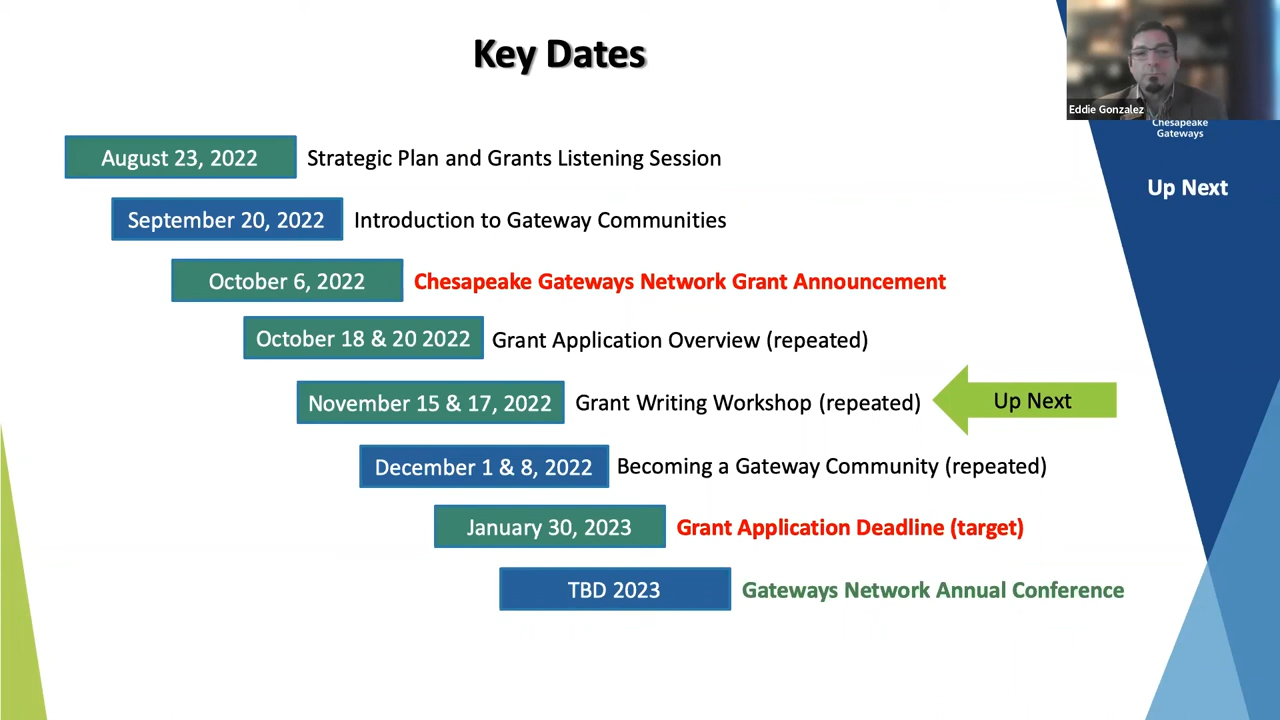 Key Dates
Eddie Gonzalez
Chesapeake
Gateways
Up Next
August 23, 2022 Strategic Plan and Grants Listening Session
September 20, 2022 Introduction to Gateway Communities
October 6, 2022 Chesapeake Gateways Network Grant Announcement
October 18 & 20 2022 Grant Application Overview (repeated)
November 15 & 17, 2022 Grant Writing Workshop (repeated) Up Next
December 1 & 8, 2022 Becoming a Gateway Community (repeated)
January 30, 2023 Grant Application Deadline (target)
TBD 2023 Gateways Network Annual Conference